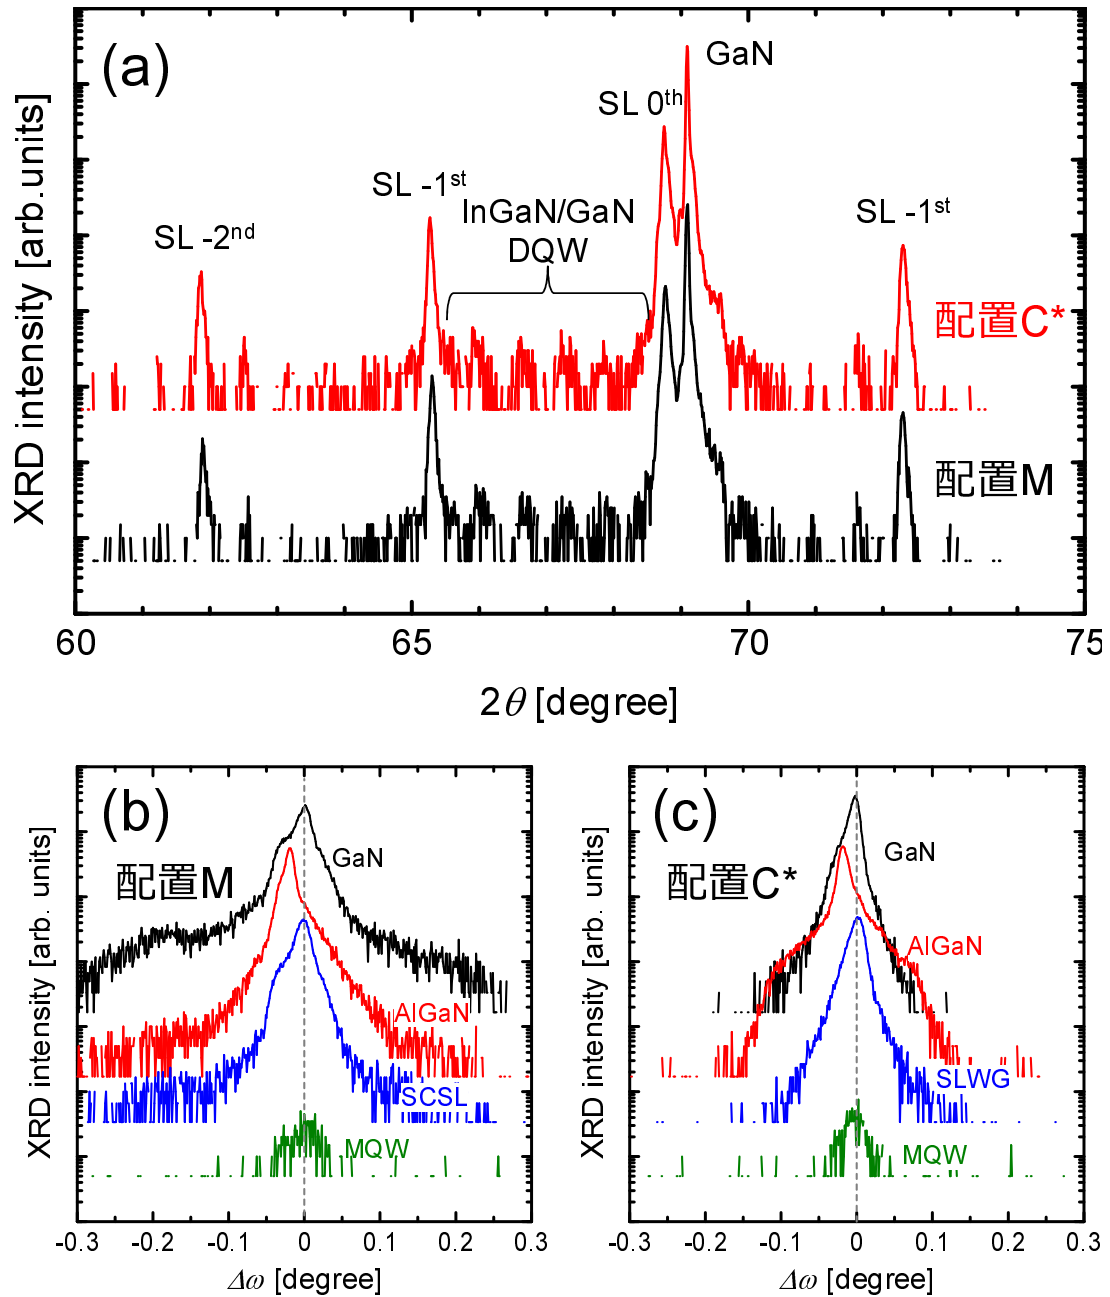 (a)
GaN
SL 0th
SL -1st
InGaN/GaN
DQW
SL -1st
SL -2nd
配置C*
配置M
XRD intensity [arb.units]
60
65
70
75
2θ [degree]
(b)
配置M
GaN
AlGaN
SCSL
MQW
XRD intensity [arb. units]
-0.3
-0.2
-0.1
0
0.1
0.2
0.3
Δω [degree]
(c)
配置C*
GaN
AlGaN
SLWG
MQW
XRD intensity [arb. units]
-0.3
-0.2
-0.1
0
0.1
0.2
0.3
Δω [degree]